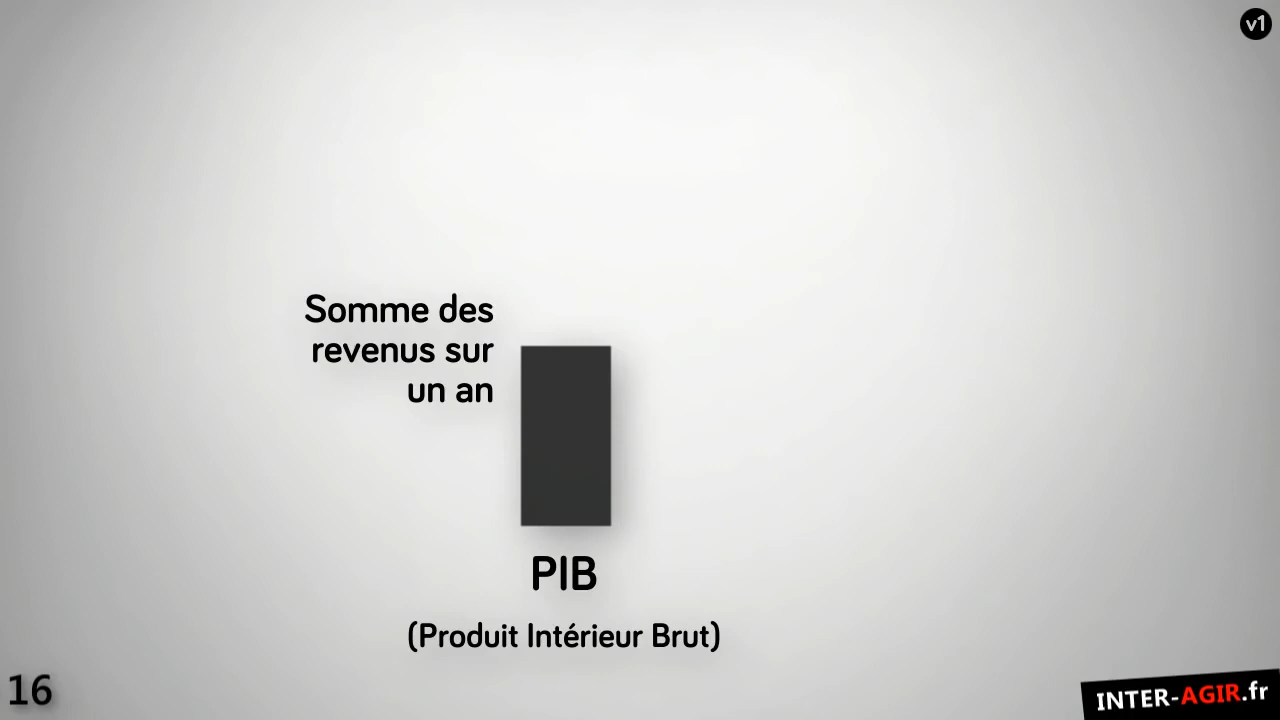 v1
Somme des
revenus sur
un an
PIB
(Produit Intérieur Brut)
16
INTER-AGIR.fr